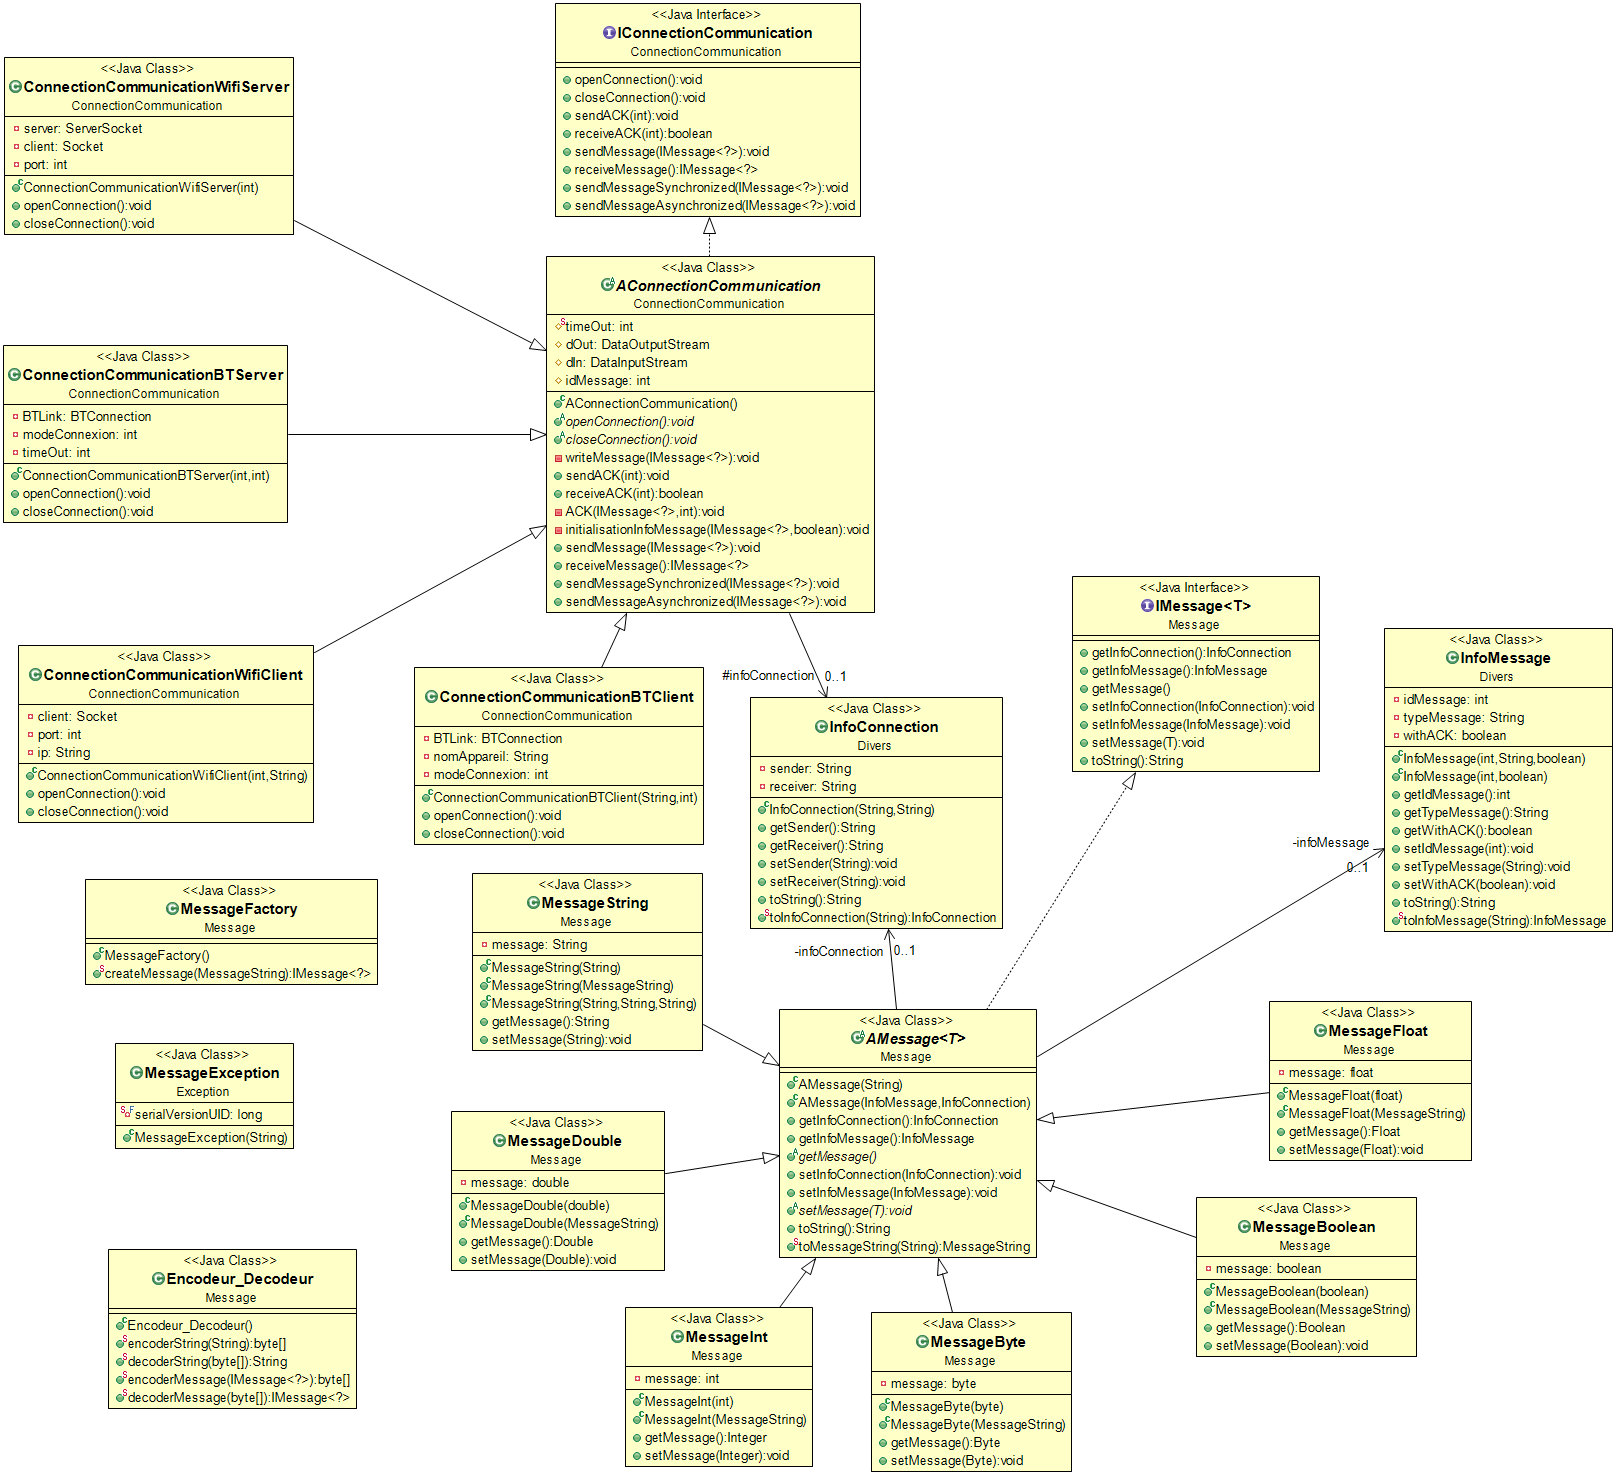 <<Java Interface>>
IConnectionCommunication
ConnectionCommunication
openConnection():void
closeConnection():void
sendACK(int):void
receiveACK(int):boolean
sendMessage(IMessage<?>):void
receiveMessage():IMessage<?>
sendMessageSynchronized(IMessage<?>):void
sendMessageAsynchronized(IMessage<?>):void
<<Java Class>>
ConnectionCommunicationWifiServer
ConnectionCommunication
server: ServerSocket
client: Socket
port: int
ConnectionCommunicationWifiServer(int)
openConnection():void
closeConnection():void
<<Java Class>>
AConnectionCommunication
ConnectionCommunication
timeOut: int
dOut: DataOutputStream
dIn: DataInputStream
idMessage: int
AConnectionCommunication()
openConnection():void
closeConnection():void
writeMessage(IMessage<?>):void
sendACK(int):void
receiveACK(int):boolean
ACK(IMessage<?>,int):void
initialisationInfoMessage(IMessage<?>,boolean):void
sendMessage(IMessage<?>):void
receiveMessage():IMessage<?>
sendMessageSynchronized(IMessage<?>):void
sendMessageAsynchronized(IMessage<?>):void
<<Java Class>>
ConnectionCommunicationBTServer
ConnectionCommunication
BTLink: BTConnection
modeConnexion: int
timeOut: int
ConnectionCommunicationBTServer(int,int)
openConnection():void
closeConnection():void
<<Java Class>>
ConnectionCommunicationWifiClient
ConnectionCommunication
client: Socket
port: int
ip: String
ConnectionCommunicationWifiClient(int,String)
openConnection():void
closeConnection():void
<<Java Class>>
ConnectionCommunicationBTClient
ConnectionCommunication
BTLink: BTConnection
nomAppareil: String
modeConnexion: int
ConnectionCommunicationBTClient(String,int)
openConnection():void
closeConnection():void
#infoConnection
0..1
<<Java Class>>
InfoConnection
Divers
sender: String
receiver: String
InfoConnection(String,String)
getSender():String
getReceiver():String
setSender(String):void
setReceiver(String):void
toString():String
toInfoConnection(String):InfoConnection
<<Java Interface>>
IMessage<T>
Message
getInfoConnection():InfoConnection
getInfoMessage():InfoMessage
getMessage()
setInfoConnection(InfoConnection):void
setInfoMessage(InfoMessage):void
setMessage(T):void
toString():String
<<Java Class>>
InfoMessage
Divers
idMessage: int
typeMessage: String
withACK: boolean
InfoMessage(int,String,boolean)
InfoMessage(int,boolean)
getIdMessage():int
getTypeMessage():String
getWithACK():boolean
setIdMessage(int):void
setTypeMessage(String):void
setWithACK(boolean):void
toString():String
toInfoMessage(String):InfoMessage
-infoMessage
0..1
<<Java Class>>
MessageFactory
Message
MessageFactory()
createMessage(MessageString):IMessage<?>
<<Java Class>>
MessageString
Message
message: String
MessageString(String)
MessageString(MessageString)
MessageString(String,String,String)
getMessage():String
setMessage(String):void
-infoConnection
0..1
<<Java Class>>
AMessage<T>
Message
AMessage(String)
AMessage(InfoMessage,InfoConnection)
getInfoConnection():InfoConnection
getInfoMessage():InfoMessage
getMessage()
setInfoConnection(InfoConnection):void
setInfoMessage(InfoMessage):void
setMessage(T):void
toString():String
toMessageString(String):MessageString
<<Java Class>>
MessageFloat
Message
message: float
MessageFloat(float)
MessageFloat(MessageString)
getMessage():Float
setMessage(Float):void
<<Java Class>>
MessageException
Exception
serialVersionUID: long
MessageException(String)
<<Java Class>>
MessageDouble
Message
message: double
MessageDouble(double)
MessageDouble(MessageString)
getMessage():Double
setMessage(Double):void
<<Java Class>>
MessageBoolean
Message
message: boolean
MessageBoolean(boolean)
MessageBoolean(MessageString)
getMessage():Boolean
setMessage(Boolean):void
<<Java Class>>
Encodeur_Decodeur
Message
Encodeur_Decodeur()
encoderString(String):byte[]
decoderString(byte[]):String
encoderMessage(IMessage<?>):byte[]
decoderMessage(byte[]):IMessage<?>
<<Java Class>>
MessageInt
Message
message: int
MessageInt(int)
MessageInt(MessageString)
getMessage():Integer
setMessage(Integer):void
<<Java Class>>
MessageByte
Message
message: byte
MessageByte(byte)
MessageByte(MessageString)
getMessage():Byte
setMessage(Byte):void